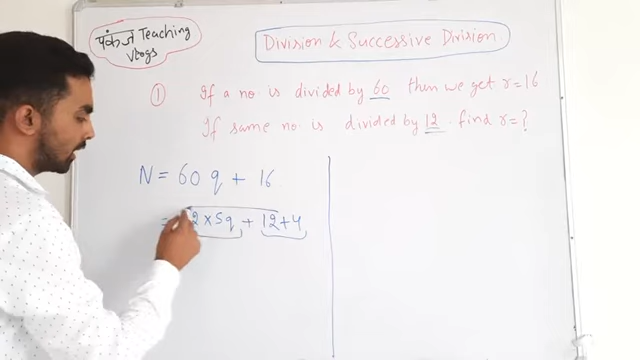 पंकज Teaching
Vlogs
Division & Successive Division
① If a no. is divided by 60 then we get r=16
If same no. is divided by 12. find r=?
N = 60 q + 16
= 12 × 5q + 12 + 4